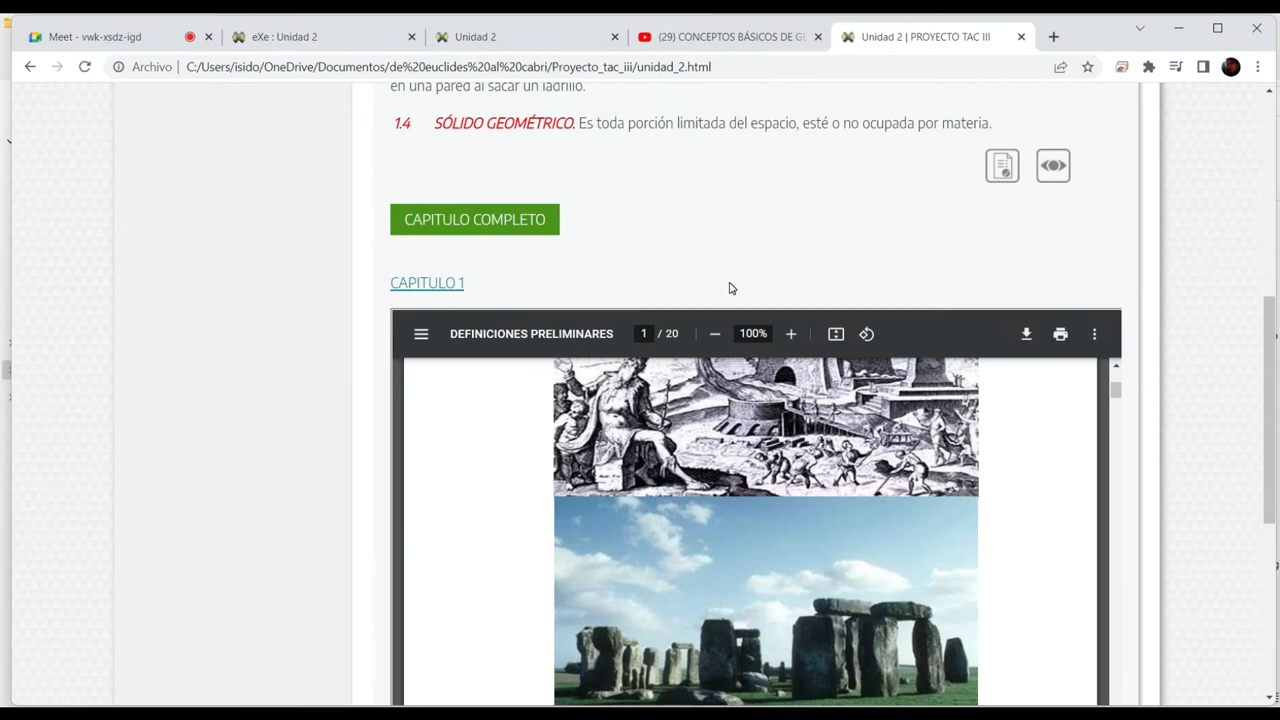 Meet - vwk-xsdz-igd
eXe : Unidad 2
Unidad 2
(29) CONCEPTOS BÁSICOS DE GE
Unidad 2 | PROYECTO TAC III
Archivo
C:/Users/isido/OneDrive/Documentos/de%20euclides%20al%20cabri/Proyecto_tac_iii/unidad_2.html
en una pared al sacar un ladrillo.
1.4 SÓLIDO GEOMÉTRICO. Es toda porción limitada del espacio, esté o no ocupada por materia.
CAPITULO COMPLETO
CAPITULO 1
DEFINICIONES PRELIMINARES 1 / 20 100%